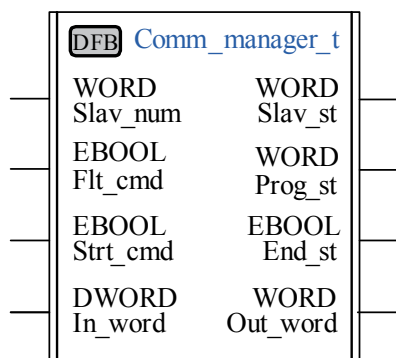 DFB Comm_manager_t
WORD WORD
Slav_num Slav_st
EBOOL WORD
Flt_cmd Prog_st
EBOOL EBOOL
Strt_cmd End_st
DWORD WORD
In_word Out_word